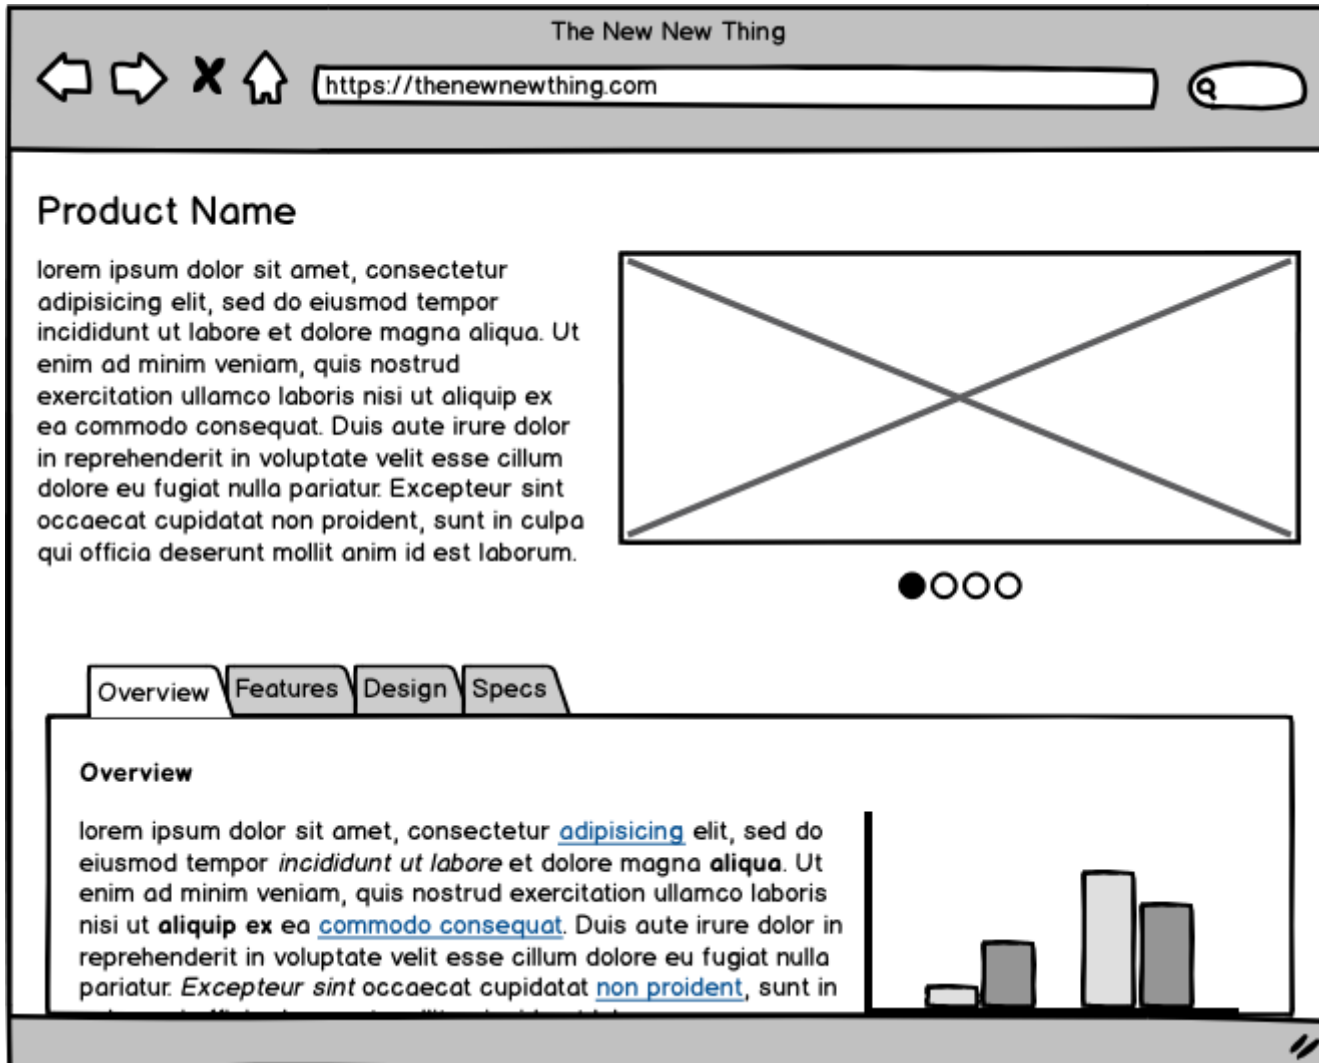 The New New Thing
https://thenewnewthing.com
Product Name
lorem ipsum dolor sit amet, consectetur
adipisicing elit, sed do eiusmod tempor
incididunt ut labore et dolore magna aliqua. Ut
enim ad minim veniam, quis nostrud
exercitation ullamco laboris nisi ut aliquip ex
ea commodo consequat. Duis aute irure dolor
in reprehenderit in voluptate velit esse cillum
dolore eu fugiat nulla pariatur. Excepteur sint
occaecat cupidatat non proident, sunt in culpa
qui officia deserunt mollit anim id est laborum.
Overview Features Design Specs
Overview
lorem ipsum dolor sit amet, consectetur adipisicing elit, sed do
eiusmod tempor incididunt ut labore et dolore magna aliqua. Ut
enim ad minim veniam, quis nostrud exercitation ullamco laboris
nisi ut aliquip ex ea commodo consequat. Duis aute irure dolor in
reprehenderit in voluptate velit esse cillum dolore eu fugiat nulla
pariatur. Excepteur sint occaecat cupidatat non proident, sunt in